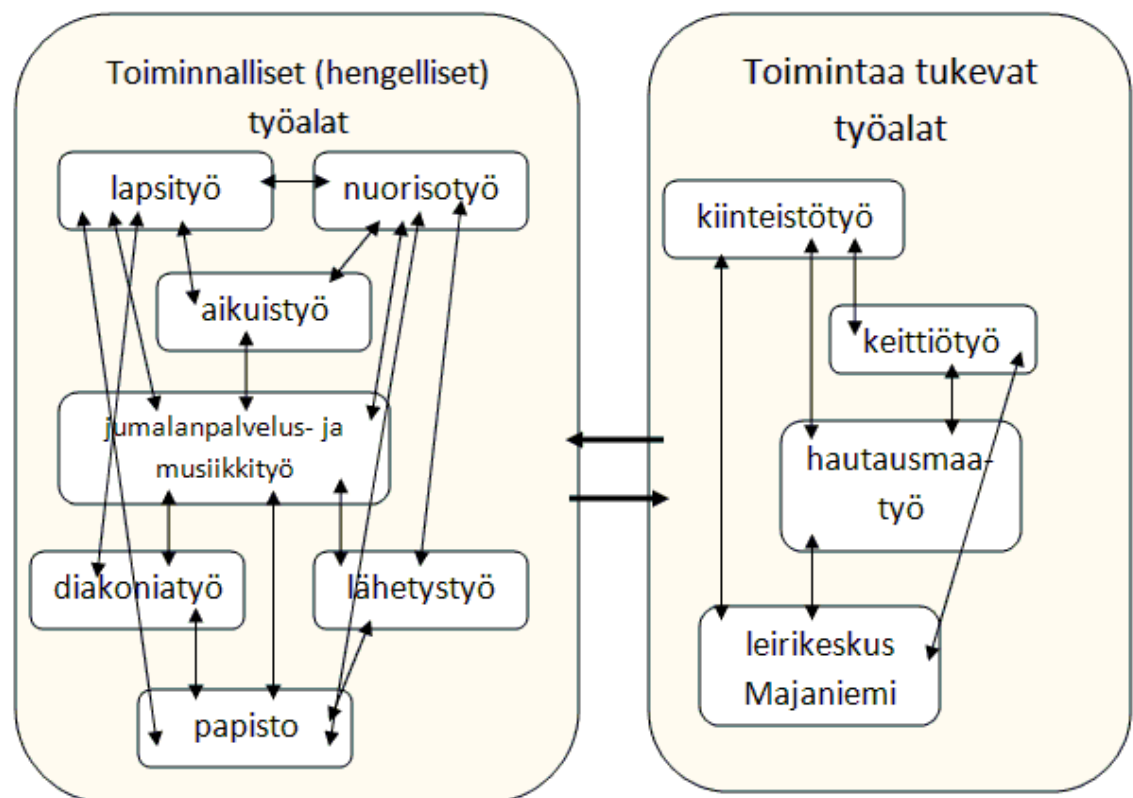 Toiminnalliset (hengelliset)
työalat
lapsityö
nuorisotyö
aikuistyö
jumalanpalvelus- ja
musiikkityö
diakoniatyö
lähetystyö
papisto
Toimintaa tukevat
työalat
kiinteistötyö
keittiötyö
hautausmaa-
työ
leirikeskus
Majaniemi